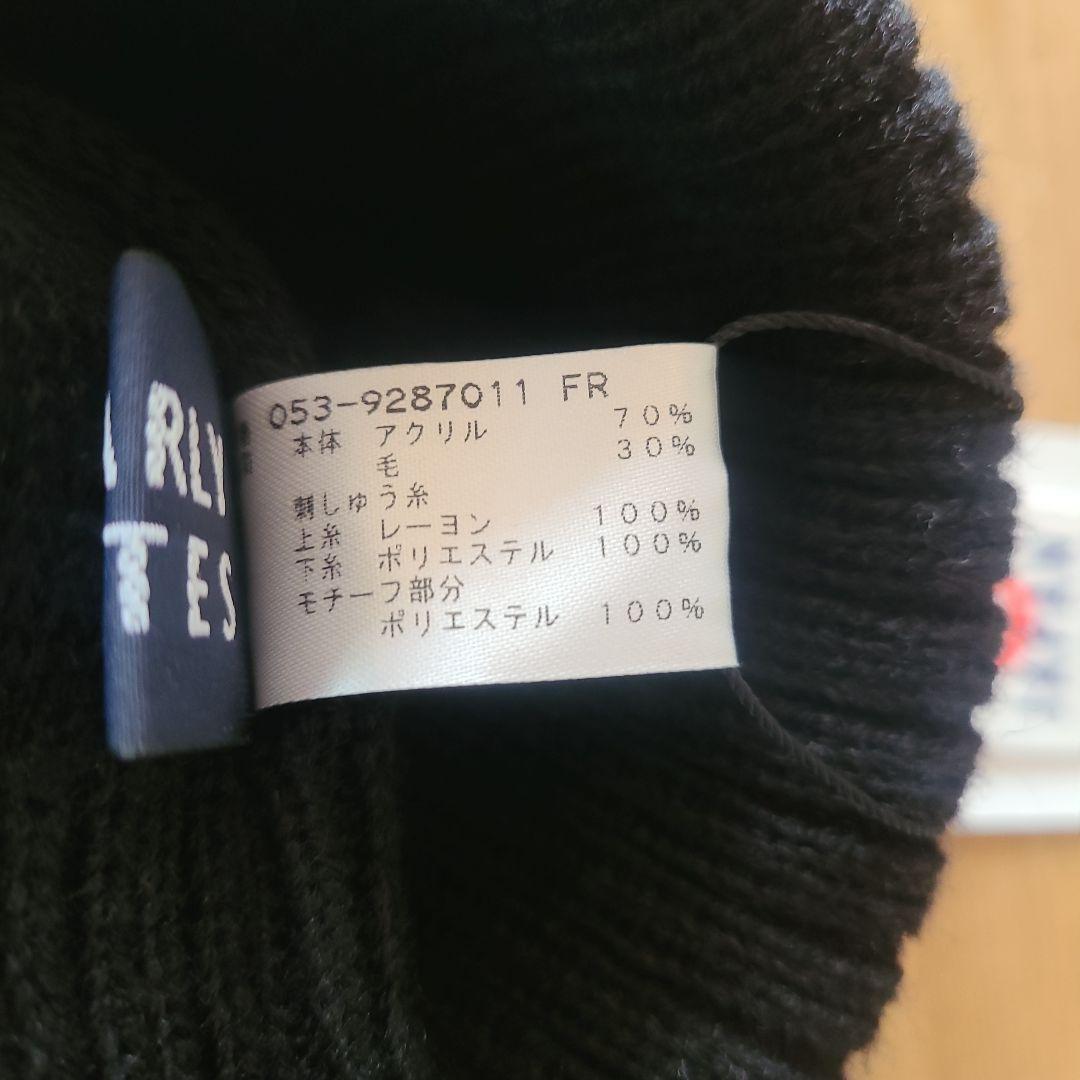 053-9287011 FR
本体 アクリル 70%
毛 30%
刺しゅう糸
上糸 レーヨン 100%
下糸 ポリエステル 100%
モチーフ部分
ポリエステル 100%
RLY
TES